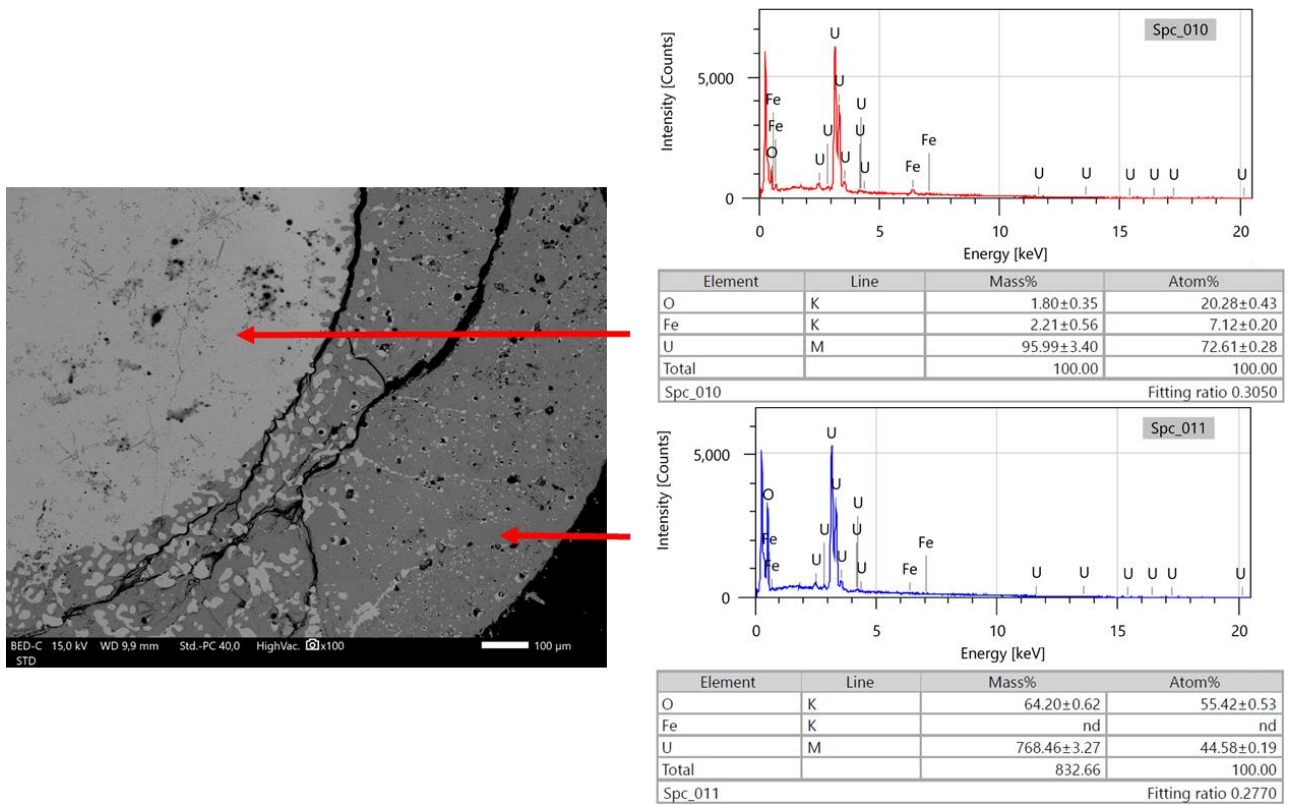 Spc_010
Intensity [Counts]
5,000
0
U
U
Fe
Fe
O
U
U
U
U
U
U
Fe
Fe
U
U
U
U
U
U
0 5 10 15 20
Energy [keV]
Element Line Mass% Atom%
O K 1.80±0.35 20.28±0.43
Fe K 2.21±0.56 7.12±0.20
U M 95.99±3.40 72.61±0.28
Total 100.00 100.00
Spc_010 Fitting ratio 0.3050
Spc_011
Intensity [Counts]
5,000
0
U
U
O
Fe
Fe
U
U
U
U
U
U
Fe
Fe
U
U
U
U
U
U
0 5 10 15 20
Energy [keV]
Element Line Mass% Atom%
O K 64.20±0.62 55.42±0.53
Fe K nd nd
U M 768.46±3.27 44.58±0.19
Total 832.66 100.00
Spc_011 Fitting ratio 0.2770
BED-C 15,0 kV WD 9,9 mm Std.-PC 40,0 HighVac. x100 100 µm
STD